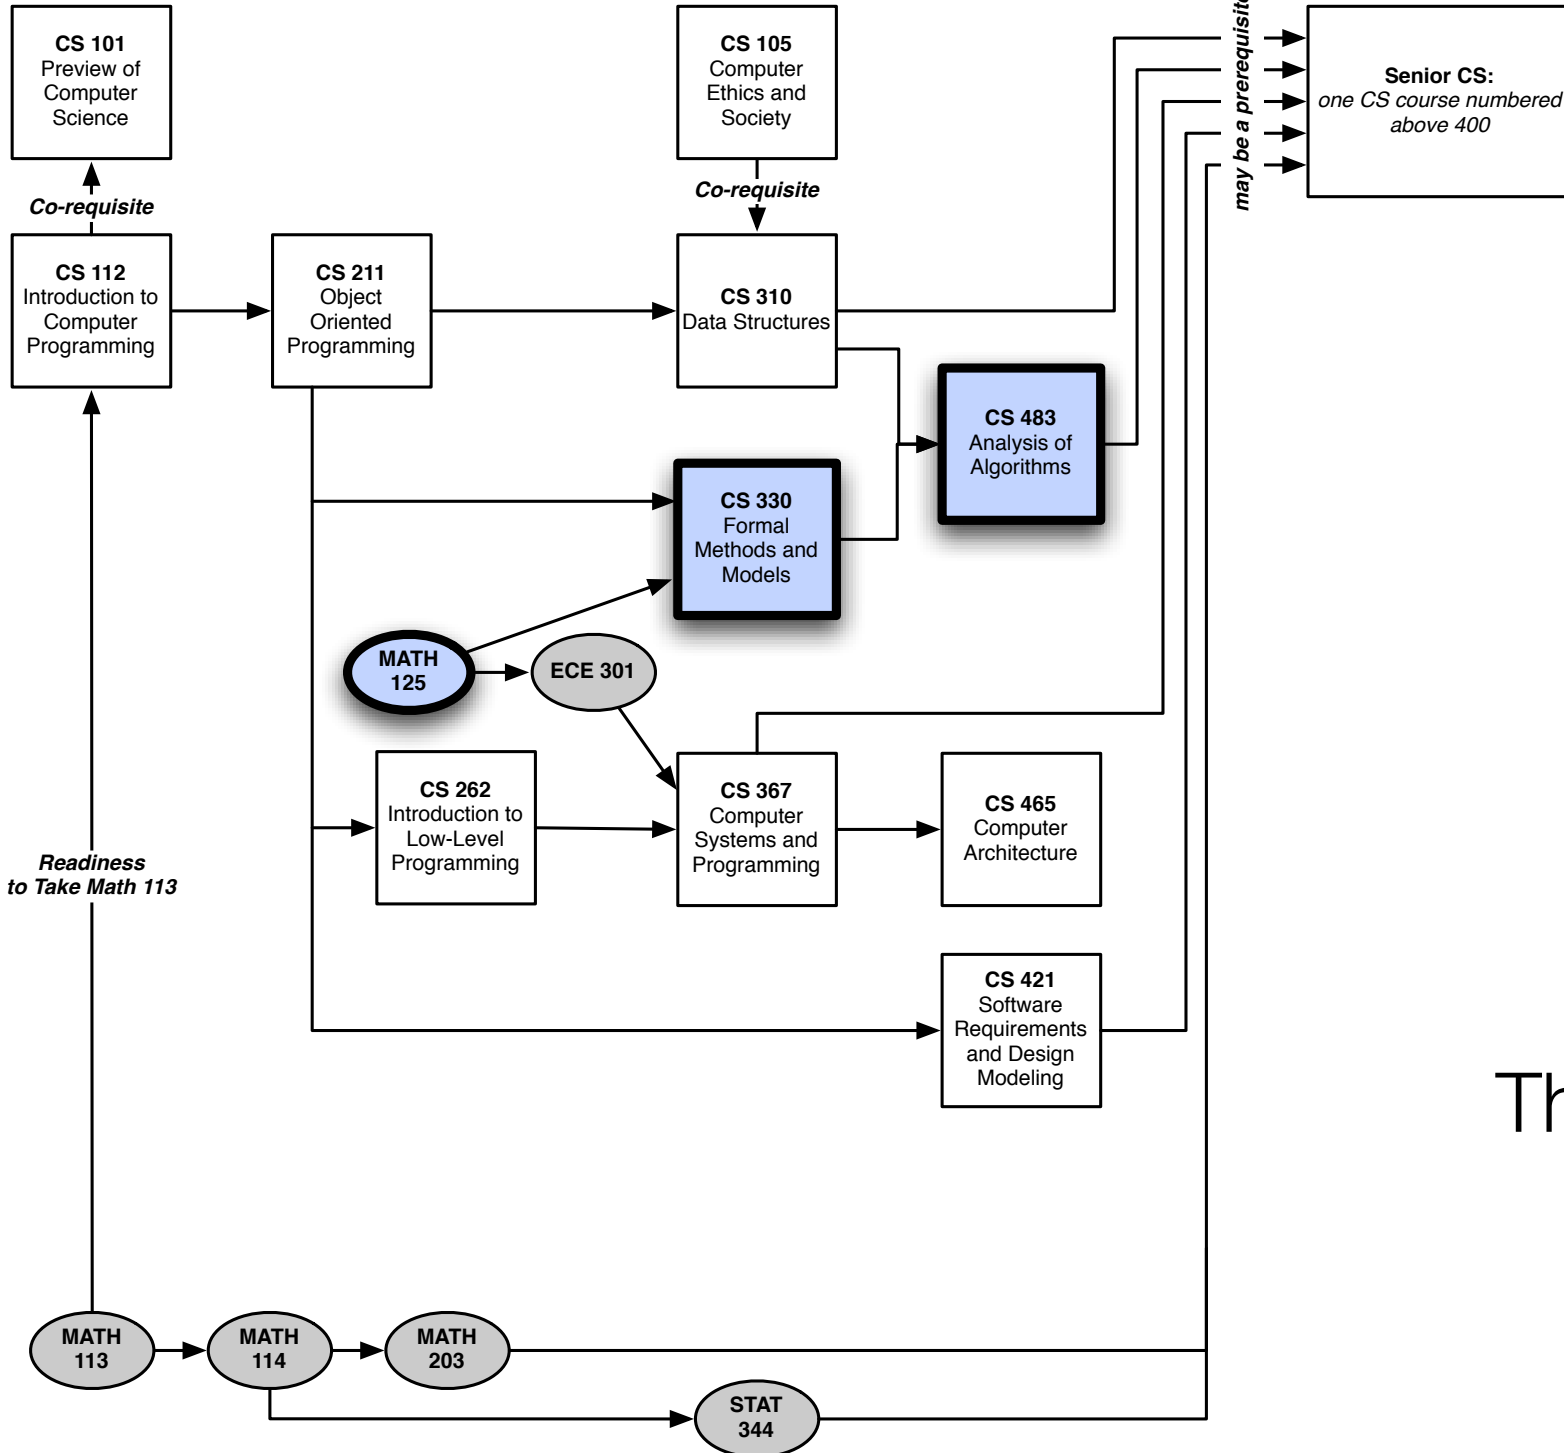 CS 101
Preview of
Computer
Science
CS 105
Computer
Ethics and
Society
may be a prerequisite
Senior CS:
one CS course numbered
above 400
Co-requisite
Co-requisite
CS 112
Introduction to
Computer
Programming
CS 211
Object
Oriented
Programming
CS 310
Data Structures
CS 483
Analysis of
Algorithms
CS 330
Formal
Methods and
Models
MATH
125
ECE 301
CS 262
Introduction to
Low-Level
Programming
CS 367
Computer
Systems and
Programming
CS 465
Computer
Architecture
Readiness
to Take Math 113
CS 421
Software
Requirements
and Design
Modeling
MATH
113
MATH
114
MATH
203
STAT
344